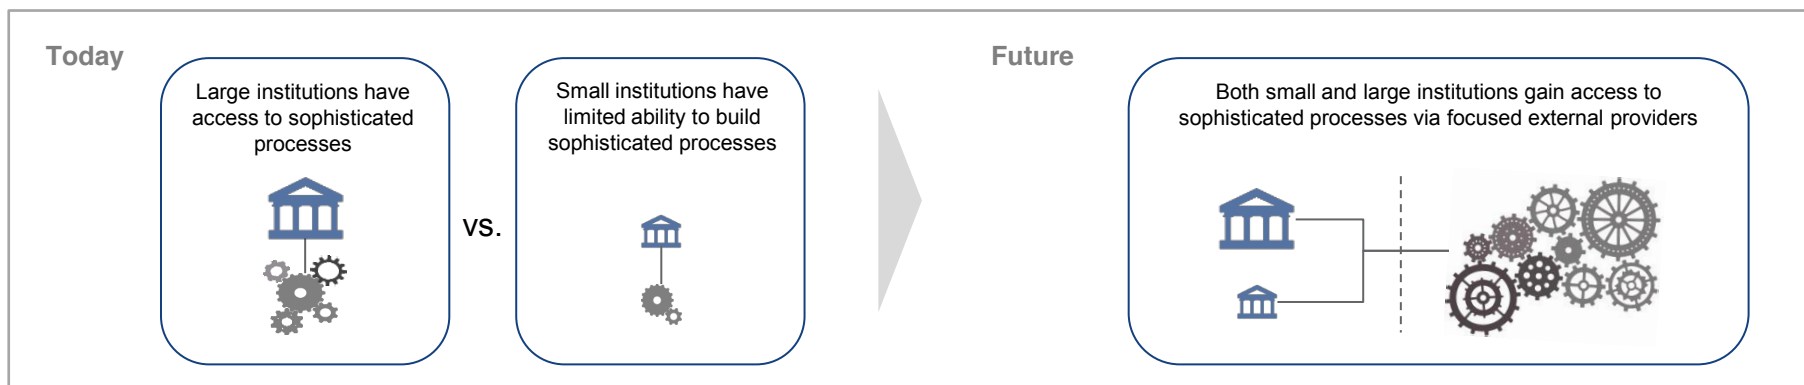 Today
Large institutions have
access to sophisticated
processes
vs.
Small institutions have
limited ability to build
sophisticated processes
Future
Both small and large institutions gain access to
sophisticated processes via focused external providers